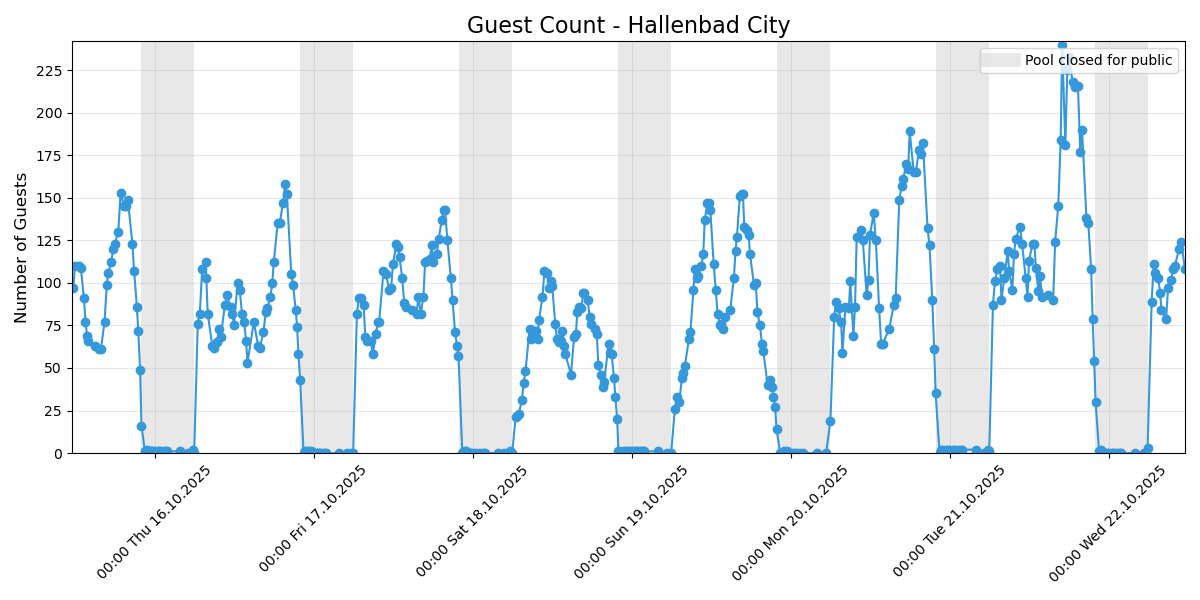 Guest Count - Hallenbad City
Pool closed for public
Number of Guests
225
200
175
150
125
100
75
50
25
0
00:00 Thu 16.10.2025
00:00 Fri 17.10.2025
00:00 Sat 18.10.2025
00:00 Sun 19.10.2025
00:00 Mon 20.10.2025
00:00 Tue 21.10.2025
00:00 Wed 22.10.2025